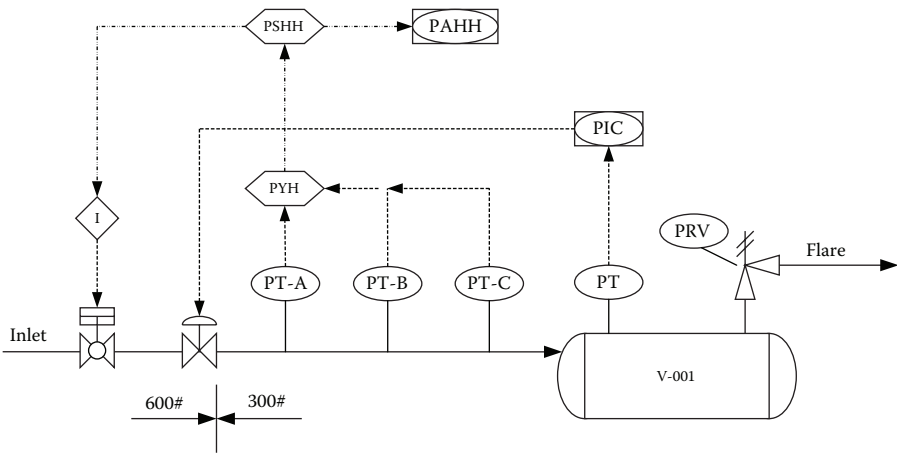 PSHH
PAHH
PIC
PYH
I
PRV
Flare
PT-A
PT-B
PT-C
PT
Inlet
V-001
600#
300#